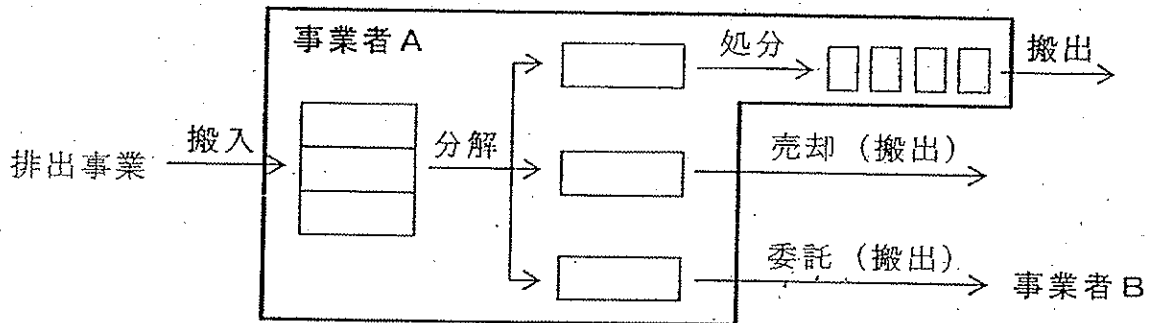 事業者A
処分
搬出
搬入
分解
排出事業
売却（搬出）
委託（搬出）
事業者B